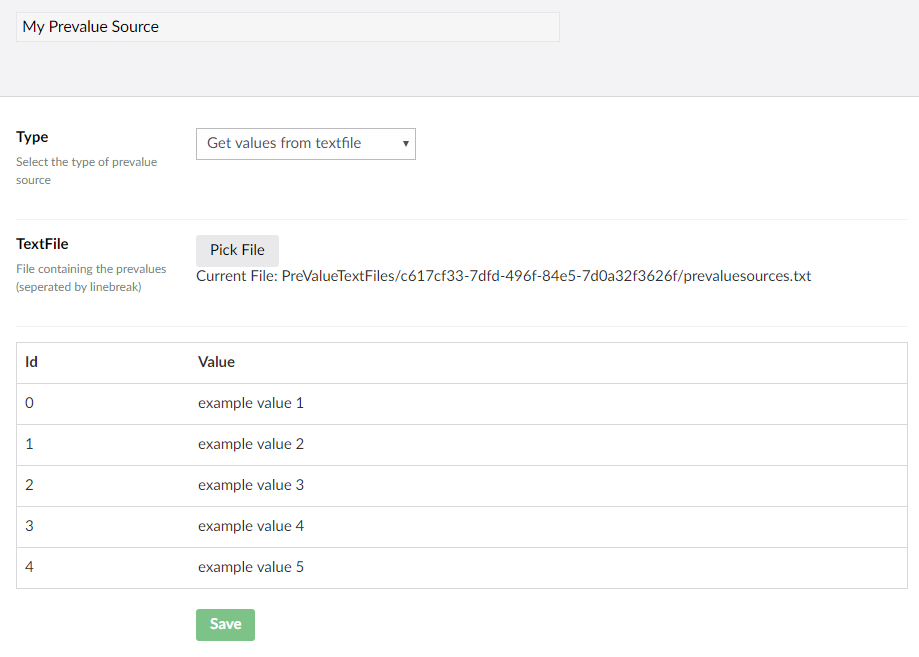 My Prevalue Source
Type
Get values from textfile
Select the type of prevalue
source
TextFile
Pick File
File containing the prevalues
(seperated by linebreak)
Current File: PreValueTextFiles/c617cf33-7dfd-496f-84e5-7d0a32f3626f/prevaluesources.txt
Id Value
0 example value 1
1 example value 2
2 example value 3
3 example value 4
4 example value 5
Save